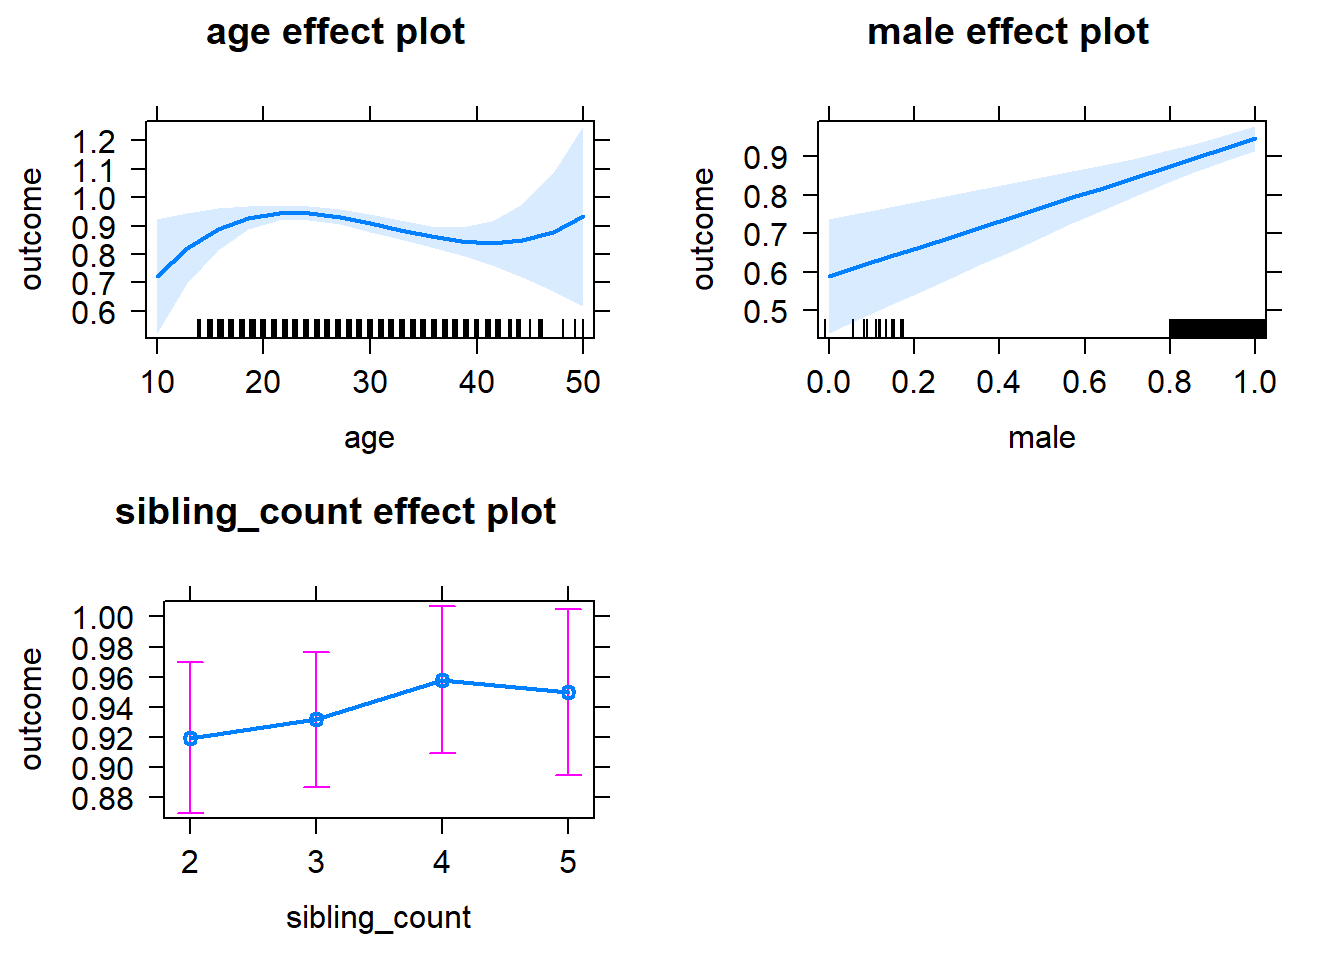 age effect plot
outcome
1.2
1.1
1.0
0.9
0.8
0.7
0.6
10 20 30 40 50
age
male effect plot
outcome
0.9
0.8
0.7
0.6
0.5
0.0 0.2 0.4 0.6 0.8 1.0
male
sibling_count effect plot
outcome
1.00
0.98
0.96
0.94
0.92
0.90
0.88
2 3 4 5
sibling_count